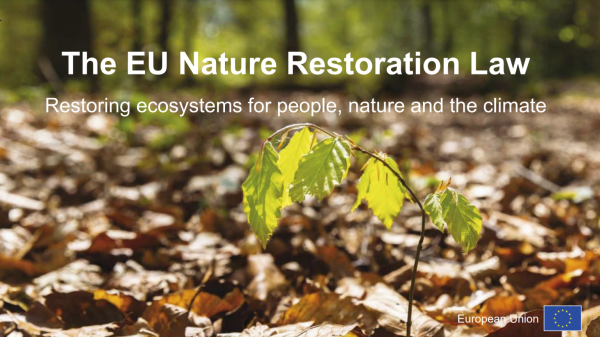 The EU Nature Restoration Law
Restoring ecosystems for people, nature and the climate
European Union